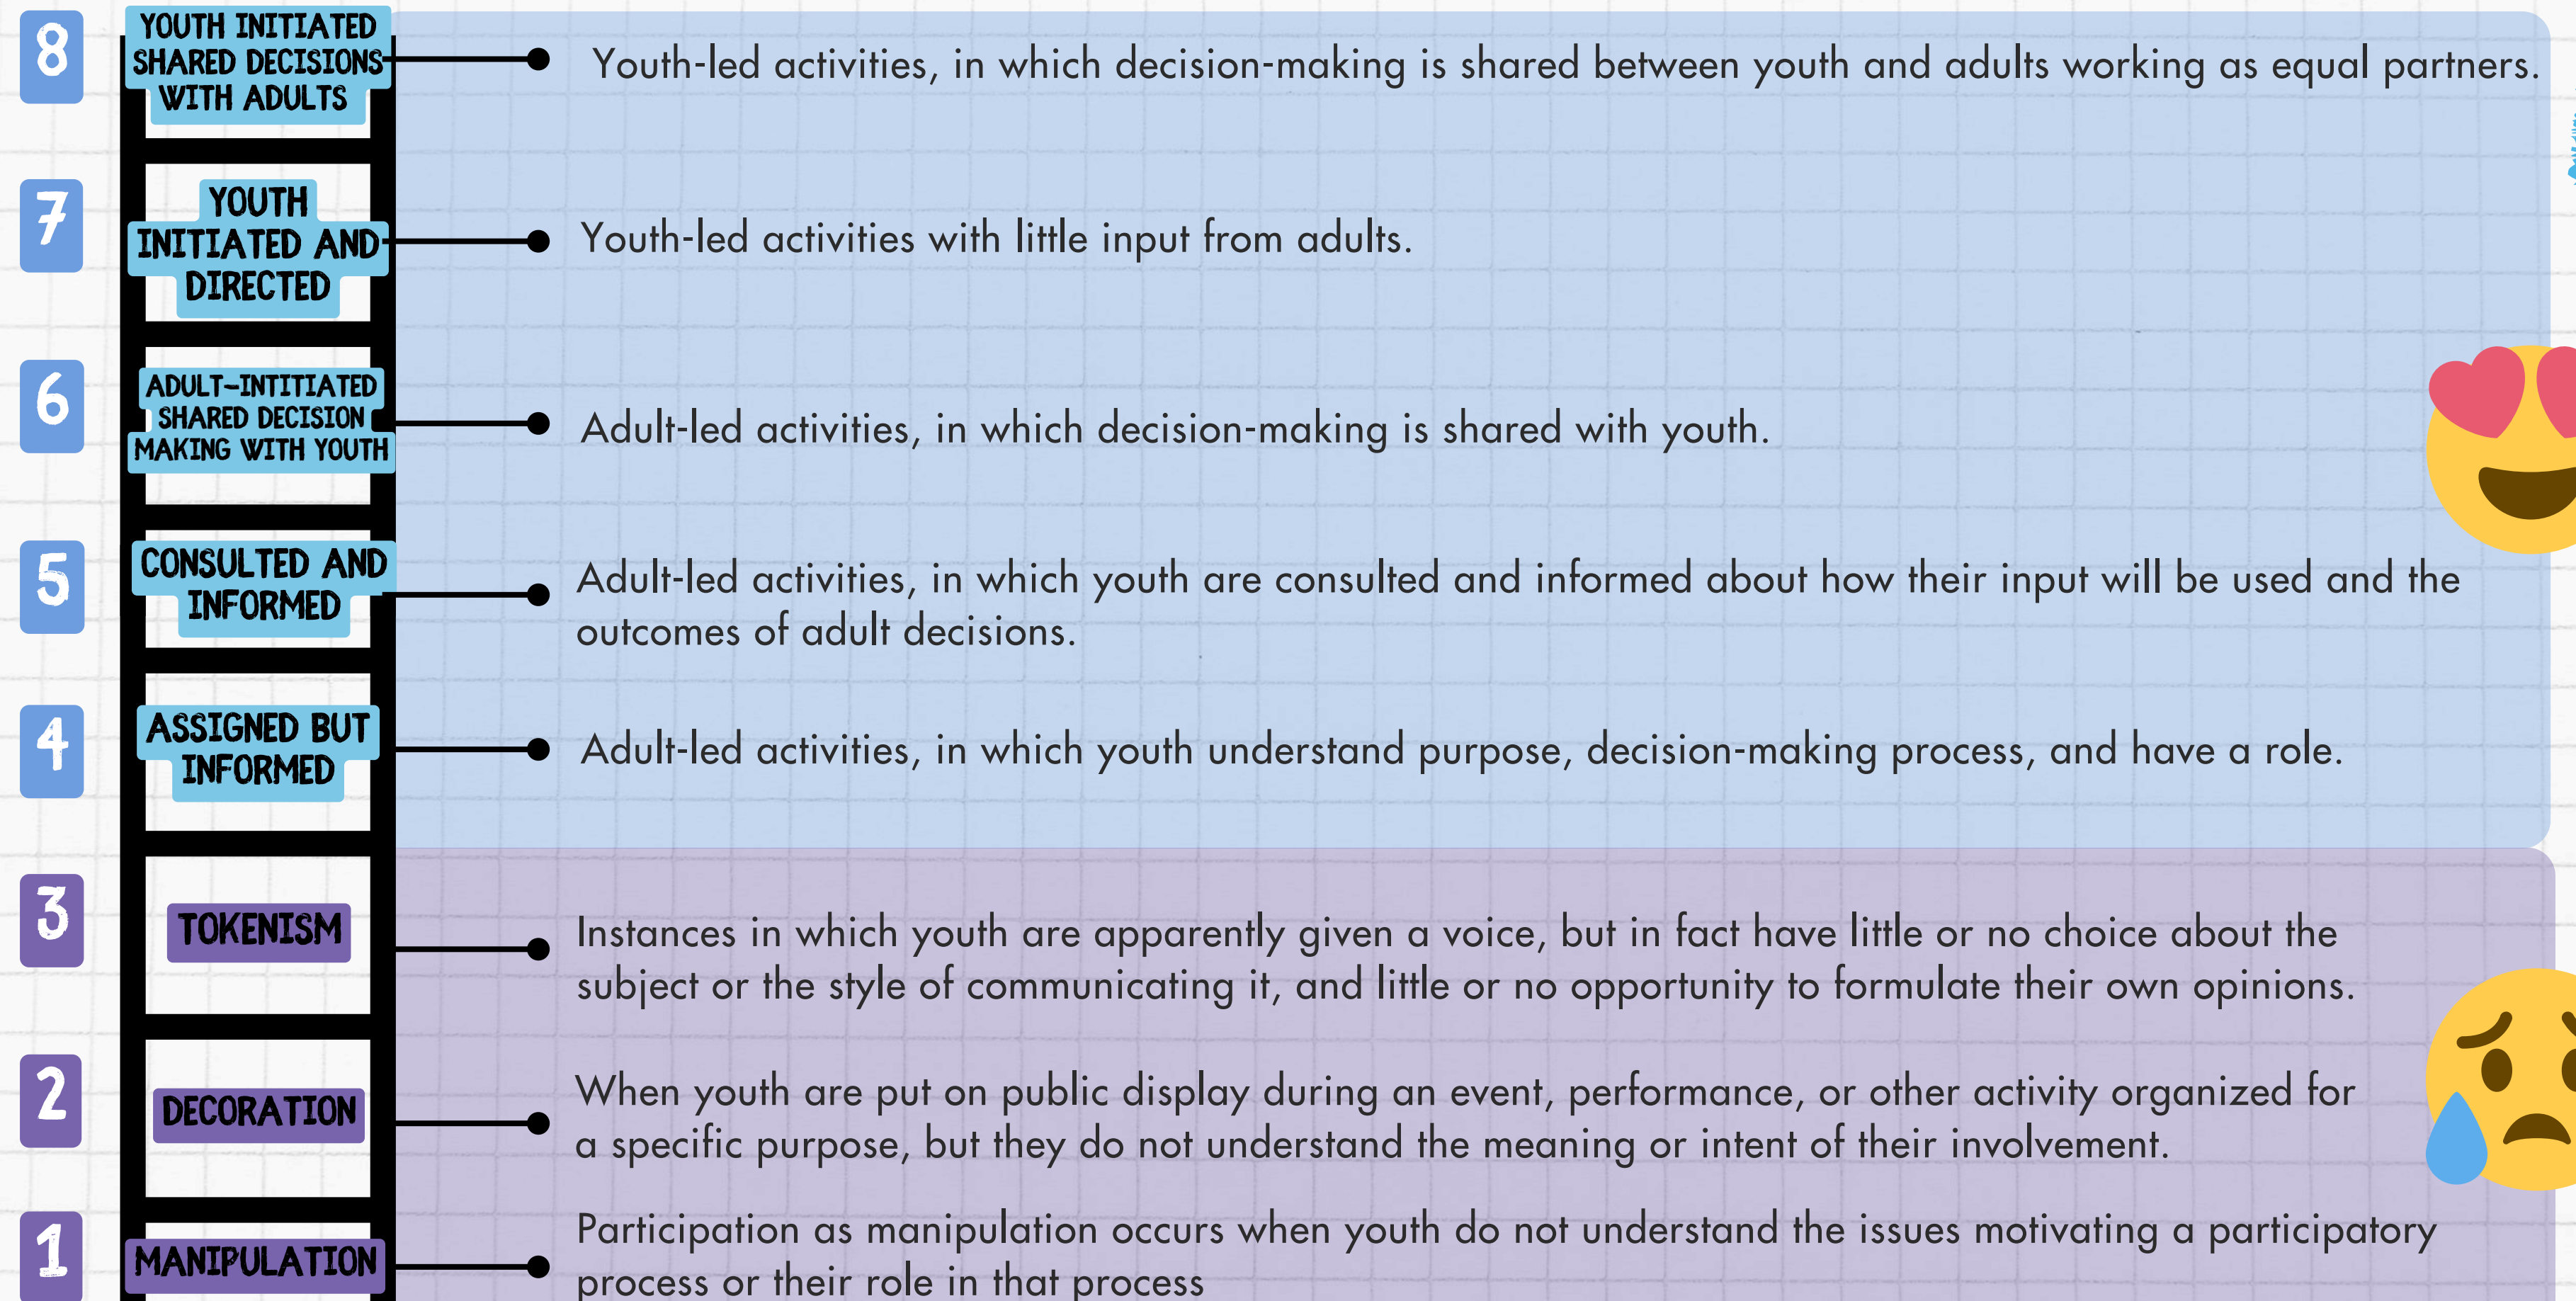 8
YOUTH INITIATED
SHARED DECISIONS
WITH ADULTS
Youth-led activities, in which decision-making is shared between youth and adults working as equal partners.
7
YOUTH
INITIATED AND
DIRECTED
Youth-led activities with little input from adults.
6
ADULT-INTITIATED
SHARED DECISION
MAKING WITH YOUTH
Adult-led activities, in which decision-making is shared with youth.
5
CONSULTED AND
INFORMED
Adult-led activities, in which youth are consulted and informed about how their input will be used and the
outcomes of adult decisions.
4
ASSIGNED BUT
INFORMED
Adult-led activities, in which youth understand purpose, decision-making process, and have a role.
3
TOKENISM
Instances in which youth are apparently given a voice, but in fact have little or no choice about the
subject or the style of communicating it, and little or no opportunity to formulate their own opinions.
2
DECORATION
When youth are put on public display during an event, performance, or other activity organized for
a specific purpose, but they do not understand the meaning or intent of their involvement.
1
MANIPULATION
Participation as manipulation occurs when youth do not understand the issues motivating a participatory
process or their role in that process